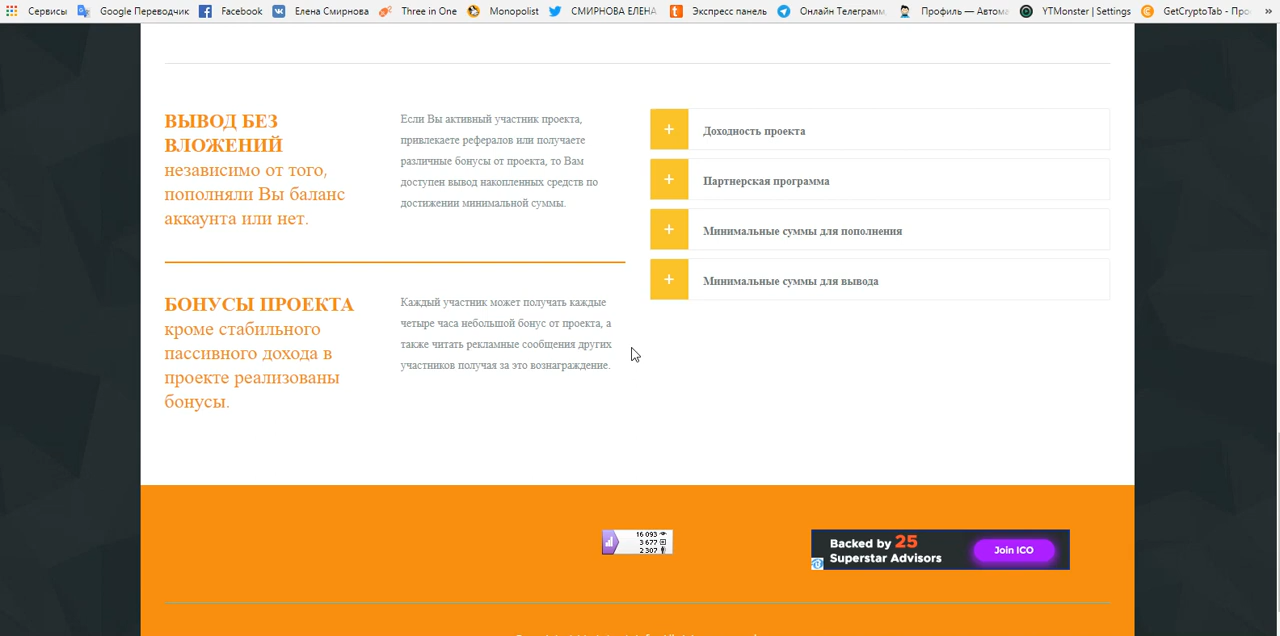 Сервисы Google Переводчик Facebook Елена Смирнова Three in One Monopolist СМИРНОВА ЕЛЕНА Экспресс панель Онлайн Телеграмм Профиль — Автома YTMonster | Settings GetCryptoTab - Про »
ВЫВОД БЕЗ
ВЛОЖЕНИЙ
независимо от того,
пополняли Вы баланс
аккаунта или нет.
Если Вы активный участник проекта,
привлекаете рефералов или получаете
различные бонусы от проекта, то Вам
доступен вывод накопленных средств по
достижении минимальной суммы.
БОНУСЫ ПРОЕКТА
кроме стабильного
пассивного дохода в
проекте реализованы
бонусы.
Каждый участник может получать каждые
четыре часа небольшой бонус от проекта, а
также читать рекламные сообщения других
участников получая за это вознаграждение.
+ Доходность проекта
+ Партнерская программа
+ Минимальные суммы для пополнения
+ Минимальные суммы для вывода
16 093
3 677
2 307
Backed by 25
Superstar Advisors
Join ICO